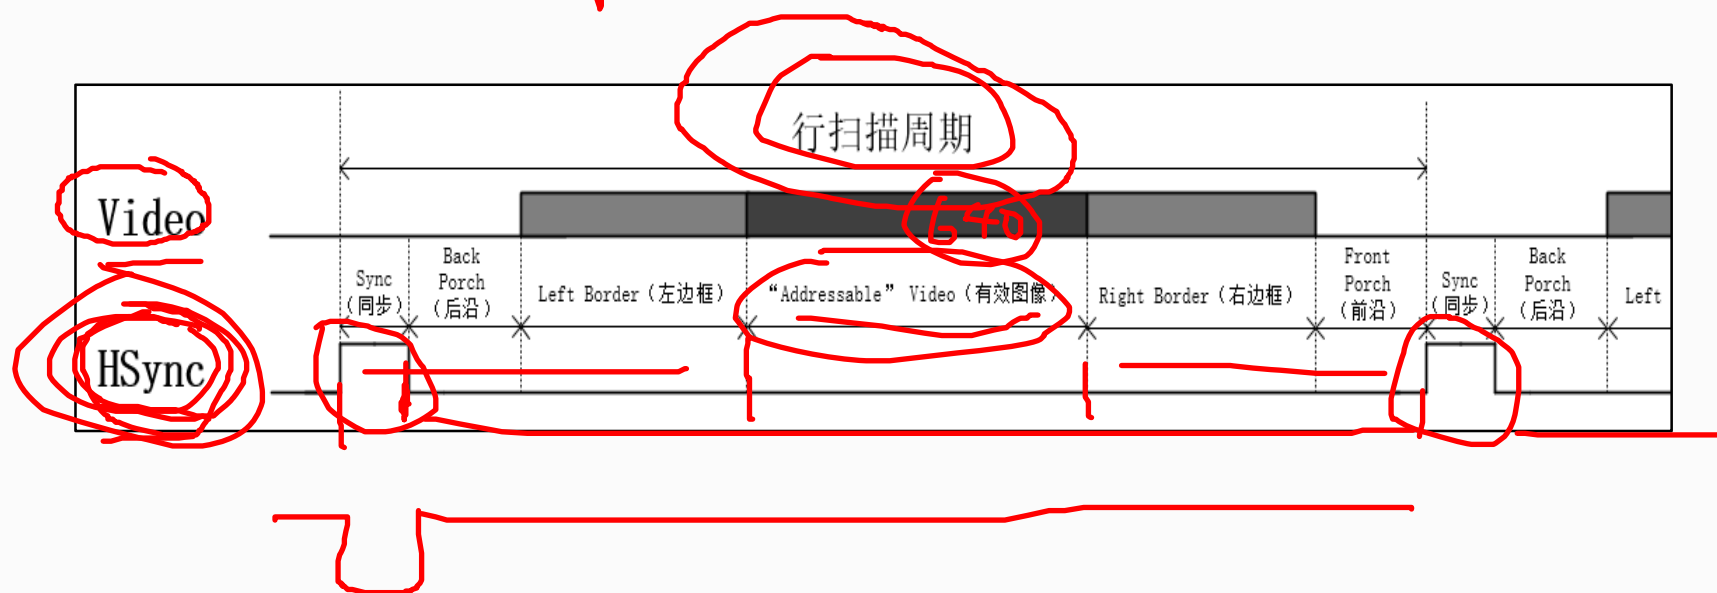 行扫描周期
Video
640
Sync
(同步)
Back
Porch
(后沿)
Left Border(左边框)
“Addressable” Video(有效图像)
Right Border(右边框)
Front
Porch
(前沿)
Sync
(同步)
Back
Porch
(后沿)
Left
HSync